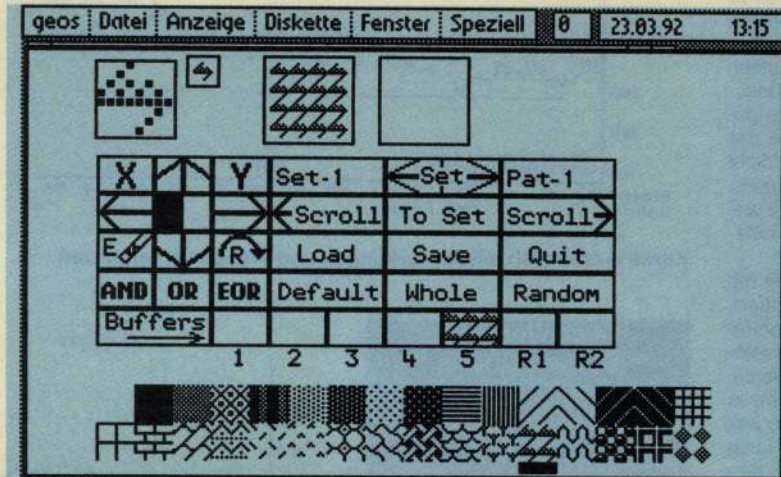 geos Datei Anzeige Diskette Fenster Speziell 0 23.03.92 13:15
X Y Set-1 Set Pat-1
Scroll To Set Scroll
E R Load Save Quit
AND OR EOR Default Whole Random
Buffers
1 2 3 4 5 R1 R2